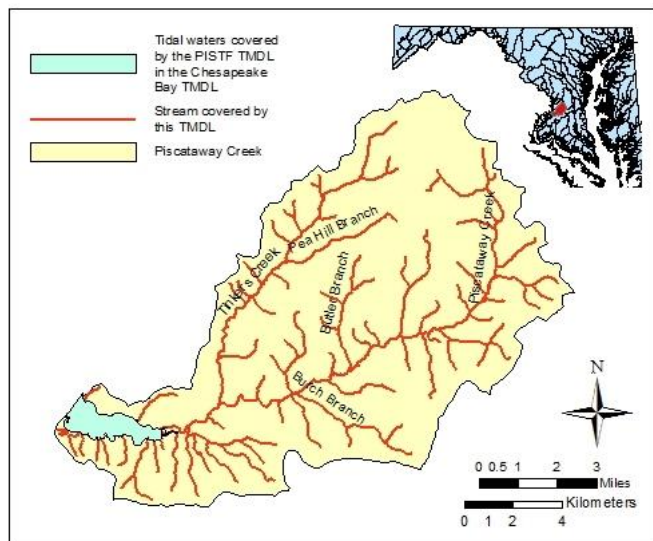 Tidal waters covered
by the PISTF TMDL
in the Chesapeake
Bay TMDL
Stream covered by
this TMDL
Piscataway Creek
Pea Hill Branch
Tinkers Creek
Butler Branch
Piscataway Creek
Burch Branch
N
0 0.5 1 2 3
Miles
Kilometers
0 1 2 4